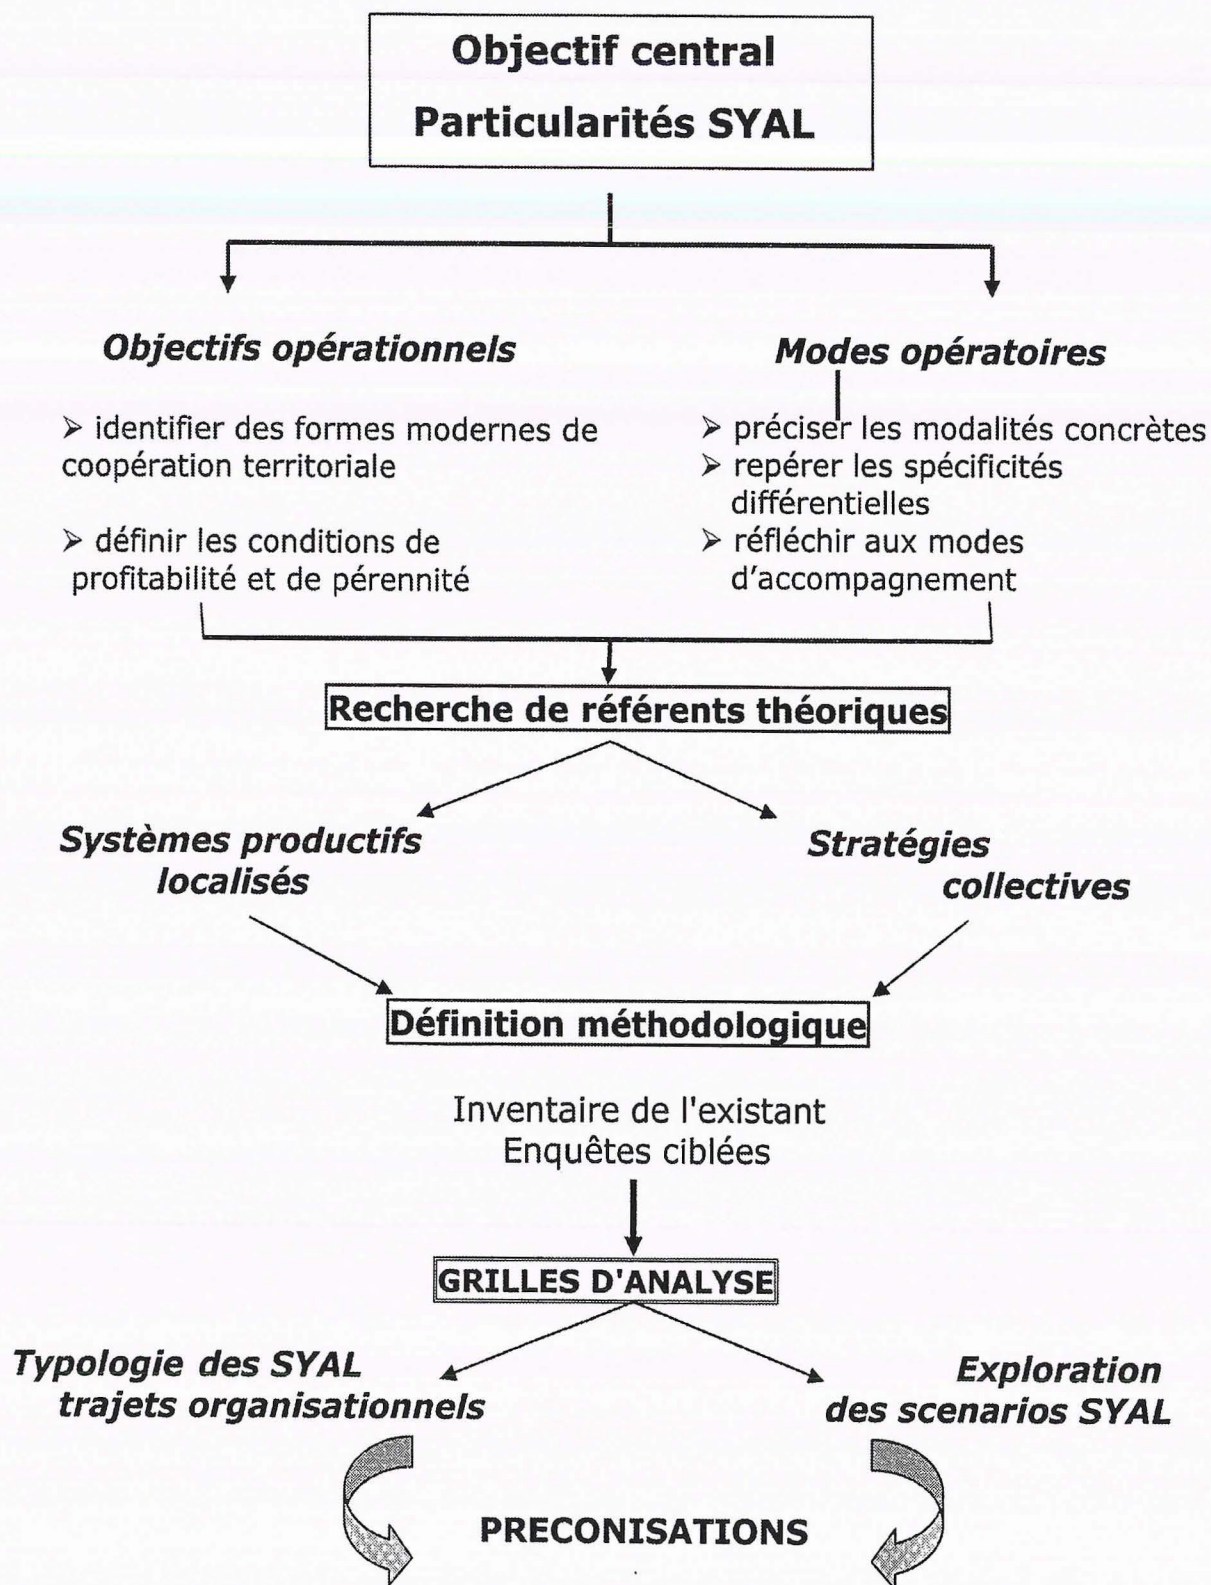 Objectif central
Particularités SYAL
Objectifs opérationnels
➢ identifier des formes modernes de
coopération territoriale
➢ définir les conditions de
profitabilité et de pérennité
Modes opératoires
➢ préciser les modalités concrètes
➢ repérer les spécificités
différentielles
➢ réfléchir aux modes
d'accompagnement
Recherche de référents théoriques
Systèmes productifs
localisés
Stratégies
collectives
Définition méthodologique
Inventaire de l'existant
Enquêtes ciblées
GRILLES D'ANALYSE
Typologie des SYAL
trajets organisationnels
Exploration
des scenarios SYAL
PRECONISATIONS